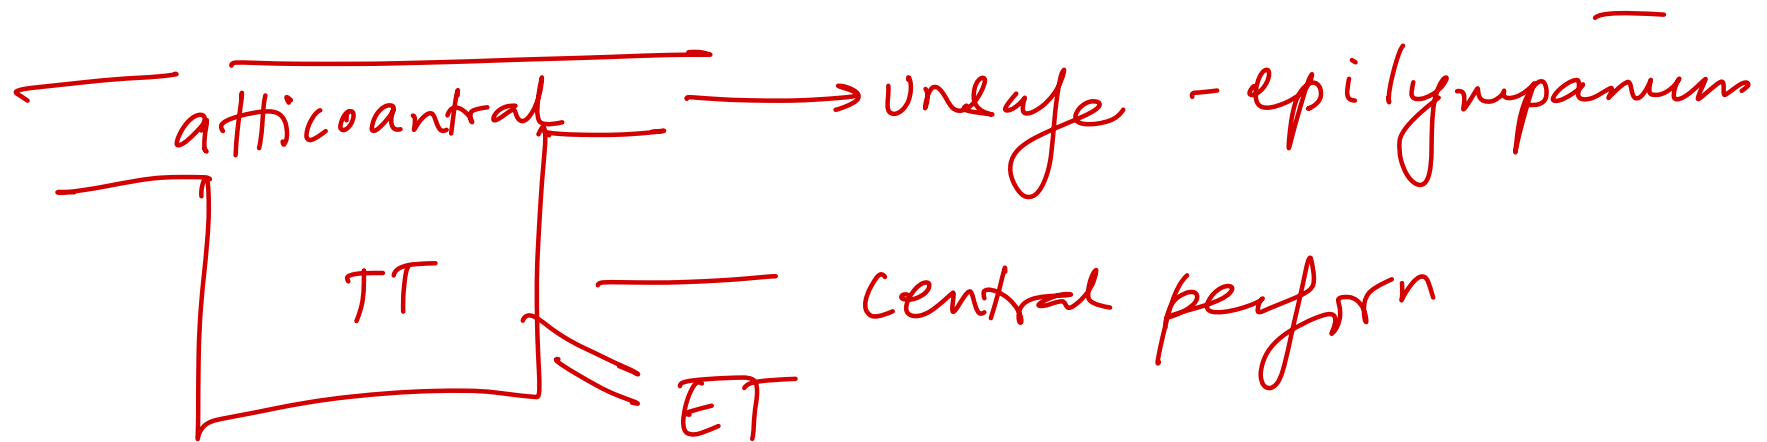 atticoantral → unsafe - epitympanum
TT — central perforn
ET